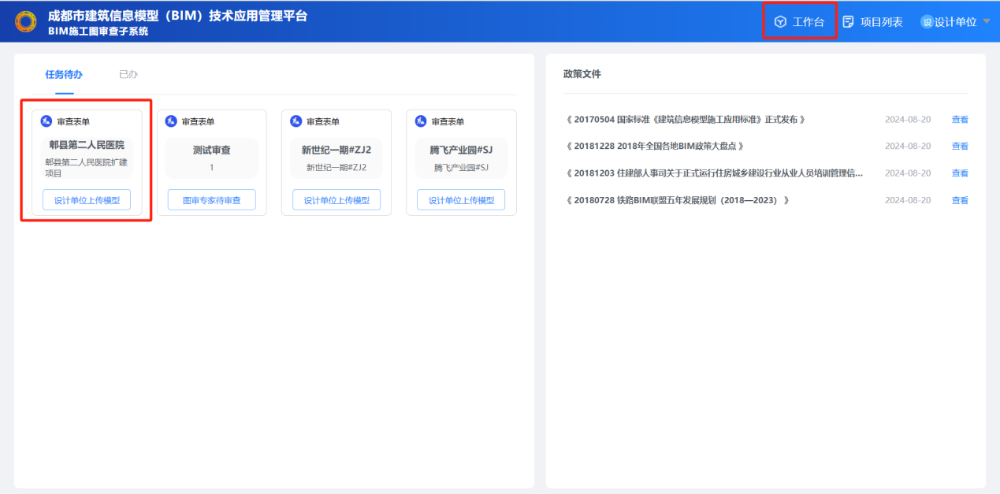 成都市建筑信息模型（BIM）技术应用管理平台
BIM施工图审查子系统
工作台
项目列表
设 设计单位
任务待办
已办
审查表单
郫县第二人民医院
郫县第二人民医院扩建
项目
设计单位上传模型
审查表单
测试审查
1
图审专家待审查
审查表单
新世纪一期#ZJ2
新世纪一期#ZJ2
设计单位上传模型
审查表单
腾飞产业园#SJ
腾飞产业园#SJ
设计单位上传模型
政策文件
《 20170504 国家标准《建筑信息模型施工应用标准》正式发布 》 2024-08-20 查看
《 20181228 2018年全国各地BIM政策大盘点 》 2024-08-20 查看
《 20181203 住建部人事司关于正式运行住房城乡建设行业从业人员培训管理信... 2024-08-20 查看
《 20180728 铁路BIM联盟五年发展规划（2018—2023） 》 2024-08-20 查看